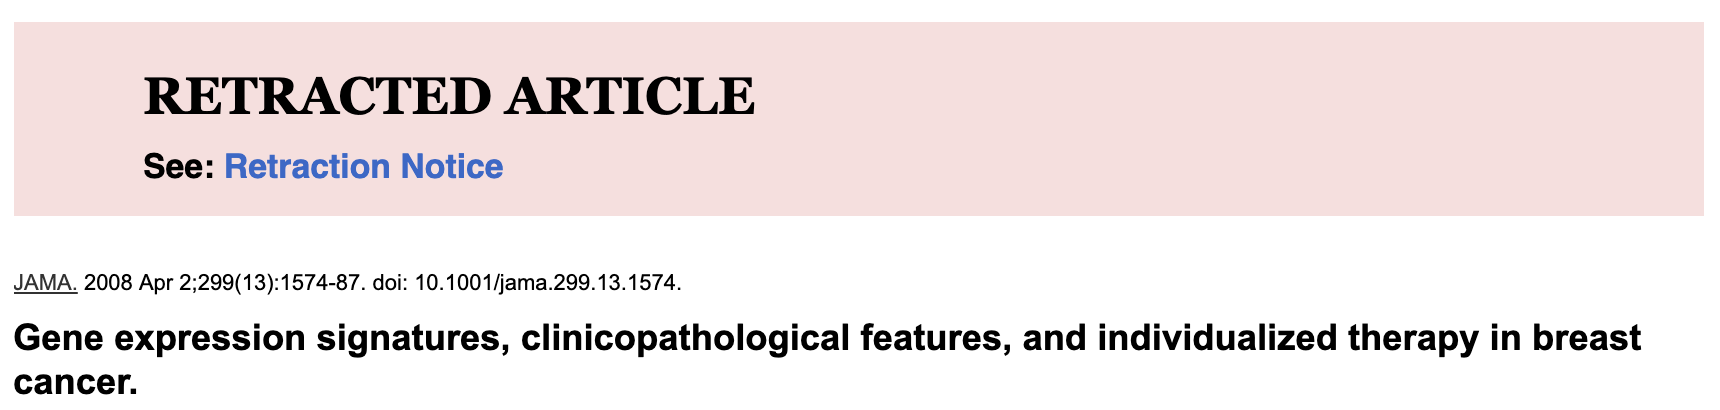 RETRACTED ARTICLE
See: Retraction Notice
JAMA. 2008 Apr 2;299(13):1574-87. doi: 10.1001/jama.299.13.1574.
Gene expression signatures, clinicopathological features, and individualized therapy in breast
cancer.